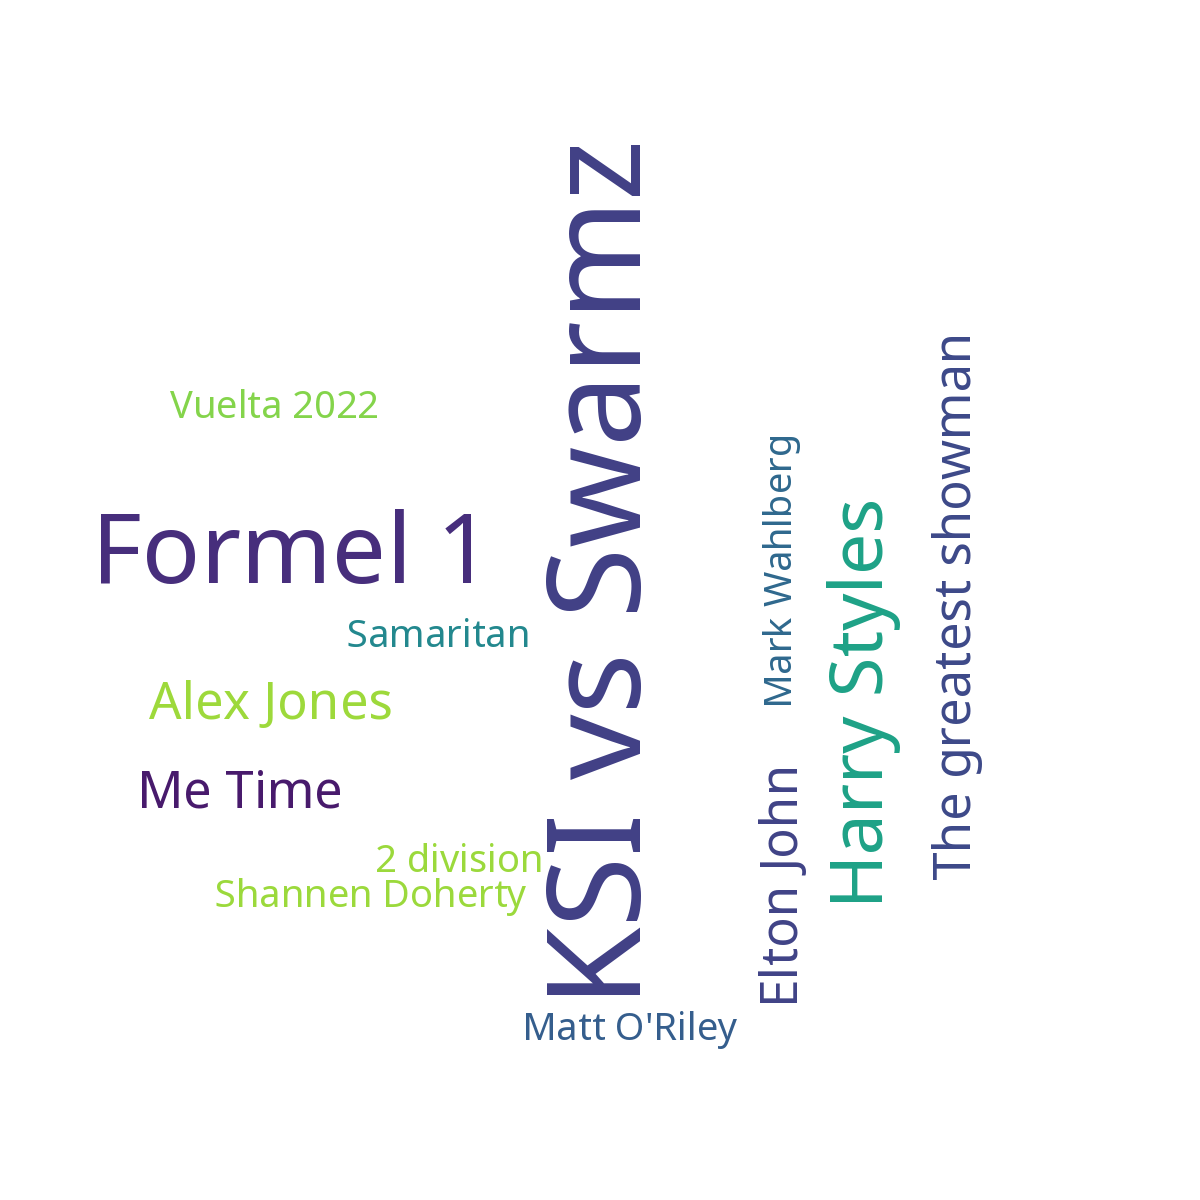 Vuelta 2022
Formel 1
Samaritan
Alex Jones
Me Time
2 division
Shannen Doherty
KSI vs Swarmz
Matt O'Riley
Mark Wahlberg
Elton John
Harry Styles
The greatest showman